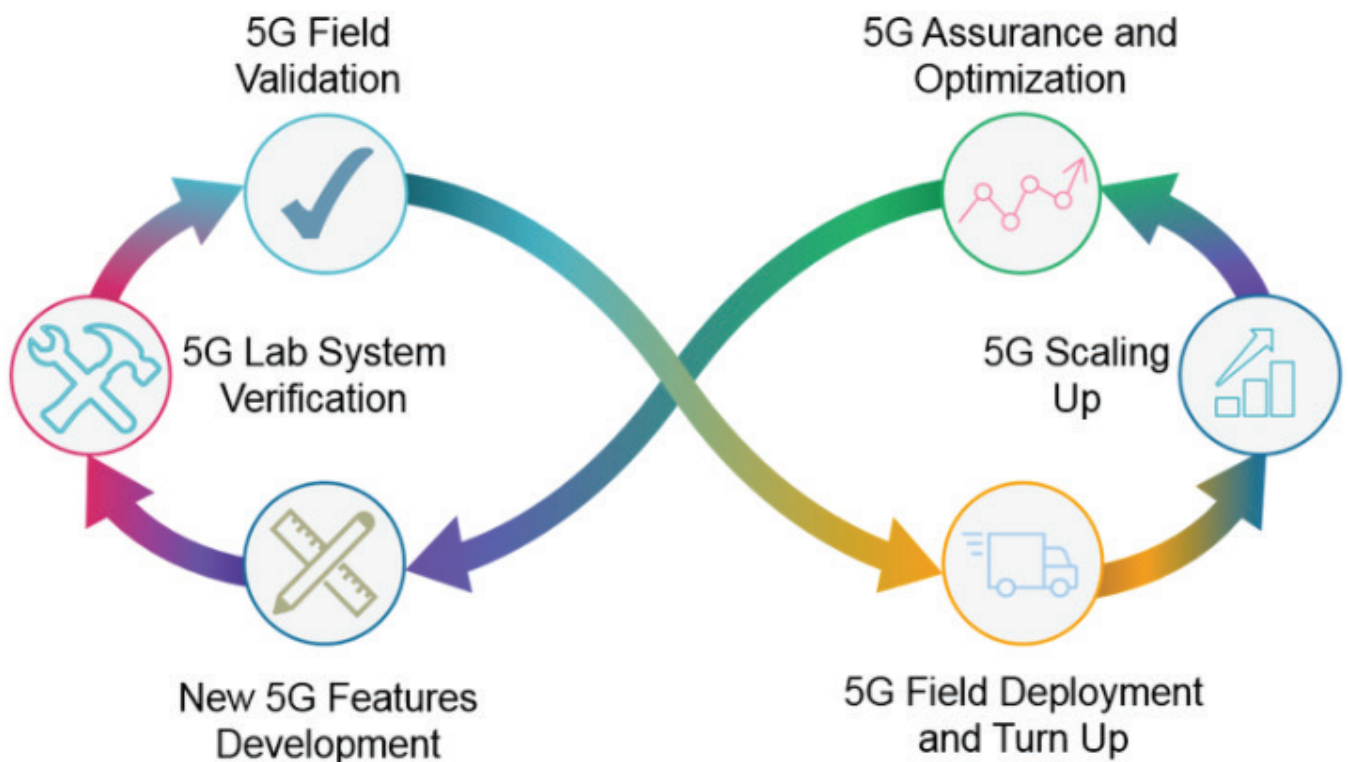 5G Field
Validation
5G Assurance and
Optimization
5G Lab System
Verification
5G Scaling
Up
New 5G Features
Development
5G Field Deployment
and Turn Up